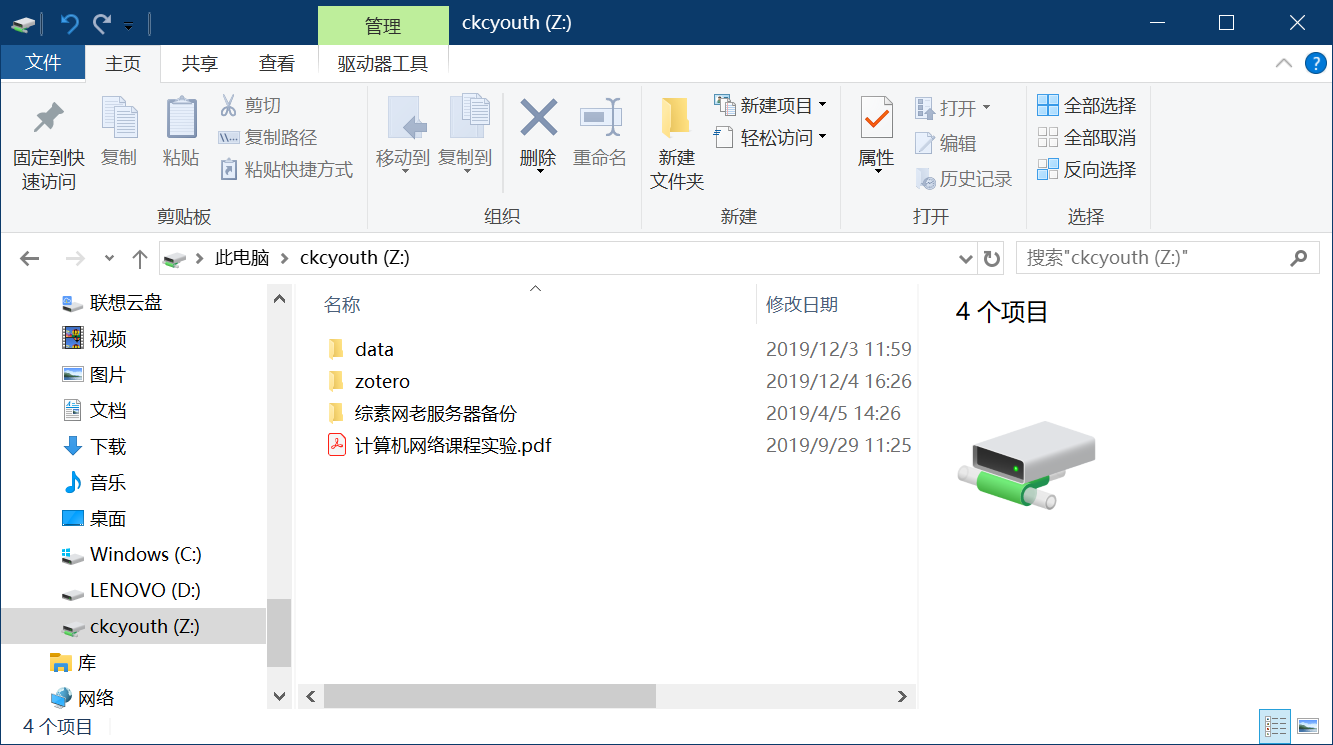 管理
ckcyouth (Z:)
文件 主页 共享 查看 驱动器工具
固定到快
速访问
复制
粘贴
剪切
复制路径
粘贴快捷方式
剪贴板
移动到 复制到 删除 重命名
组织
新建
文件夹
新建项目
轻松访问
新建
属性
打开
编辑
历史记录
打开
全部选择
全部取消
反向选择
选择
此电脑 ckcyouth (Z:)
搜索"ckcyouth (Z:)"
联想云盘
视频
图片
文档
下载
音乐
桌面
Windows (C:)
LENOVO (D:)
ckcyouth (Z:)
库
网络
名称 修改日期
data 2019/12/3 11:59
zotero 2019/12/4 16:26
综素网老服务器备份 2019/4/5 14:26
计算机网络课程实验.pdf 2019/9/29 11:25
4 个项目
4 个项目